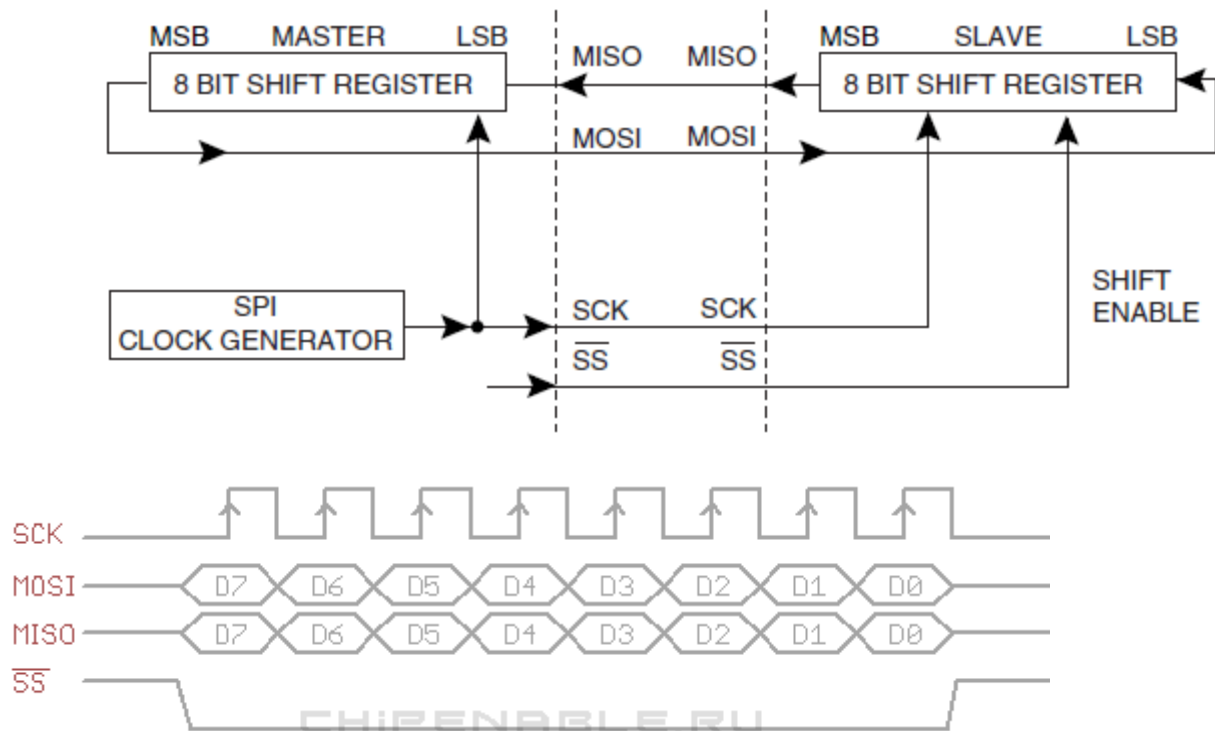 MSB MASTER LSB MISO MISO MSB SLAVE LSB
8 BIT SHIFT REGISTER 8 BIT SHIFT REGISTER
MOSI MOSI
SHIFT
ENABLE
SPI
CLOCK GENERATOR
SCK SCK
SS SS
SCK
MOSI D7 D6 D5 D4 D3 D2 D1 D0
MISO D7 D6 D5 D4 D3 D2 D1 D0
SS
CHiPENABLE.RU